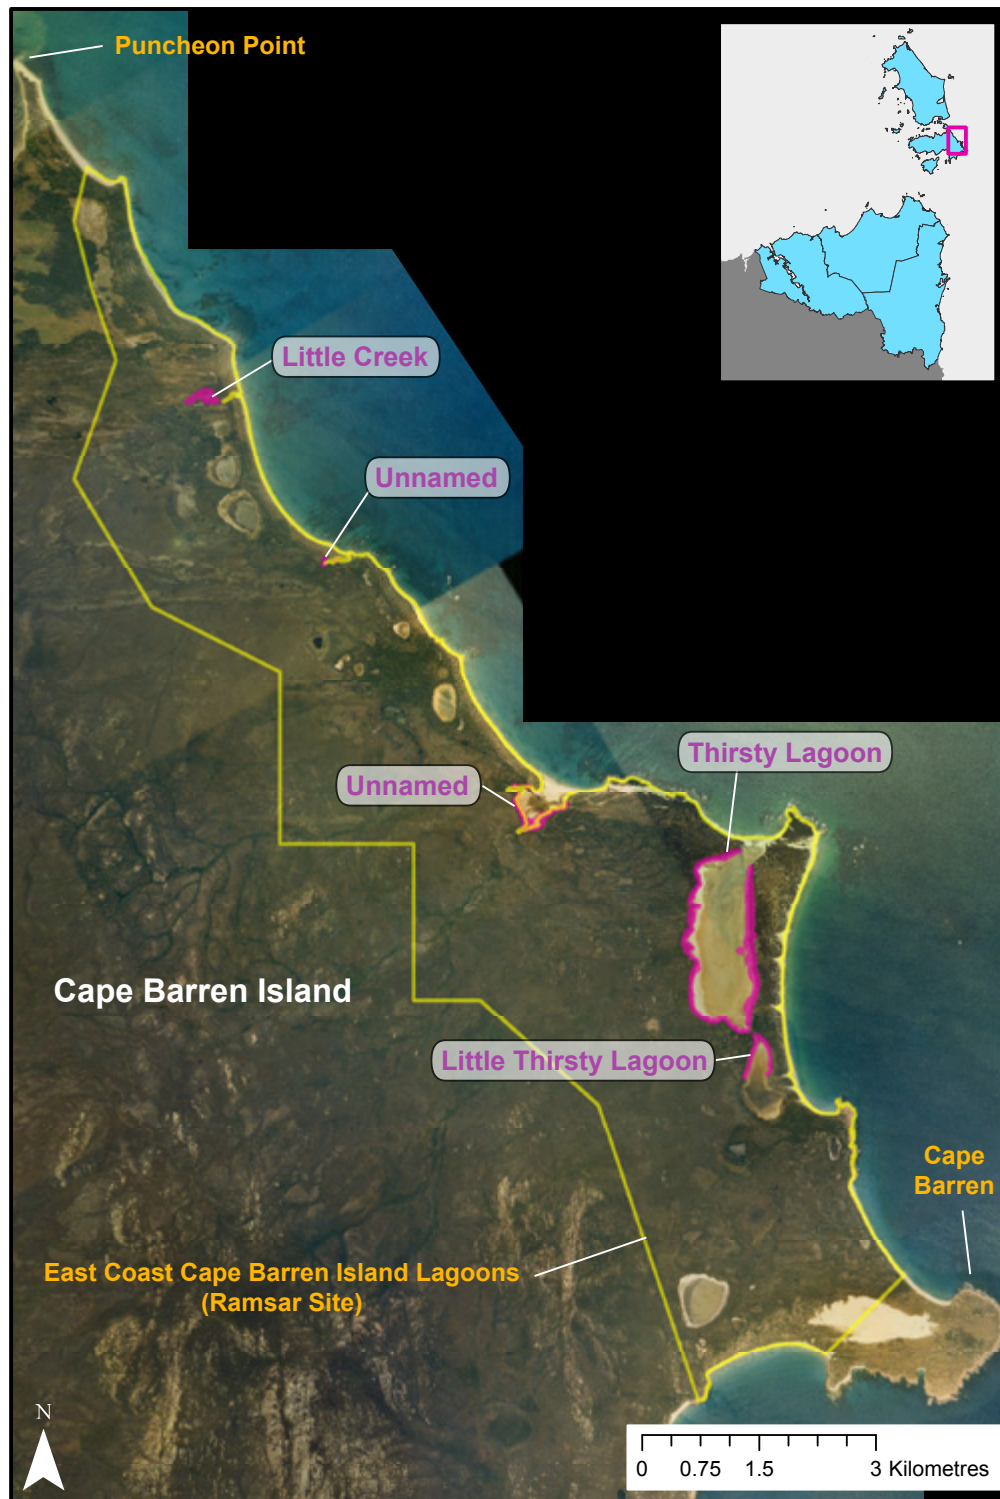 Puncheon Point
Little Creek
Unnamed
Thirsty Lagoon
Unnamed
Cape Barren Island
Little Thirsty Lagoon
Cape
Barren
East Coast Cape Barren Island Lagoons
(Ramsar Site)
N
0 0.75 1.5 3 Kilometres